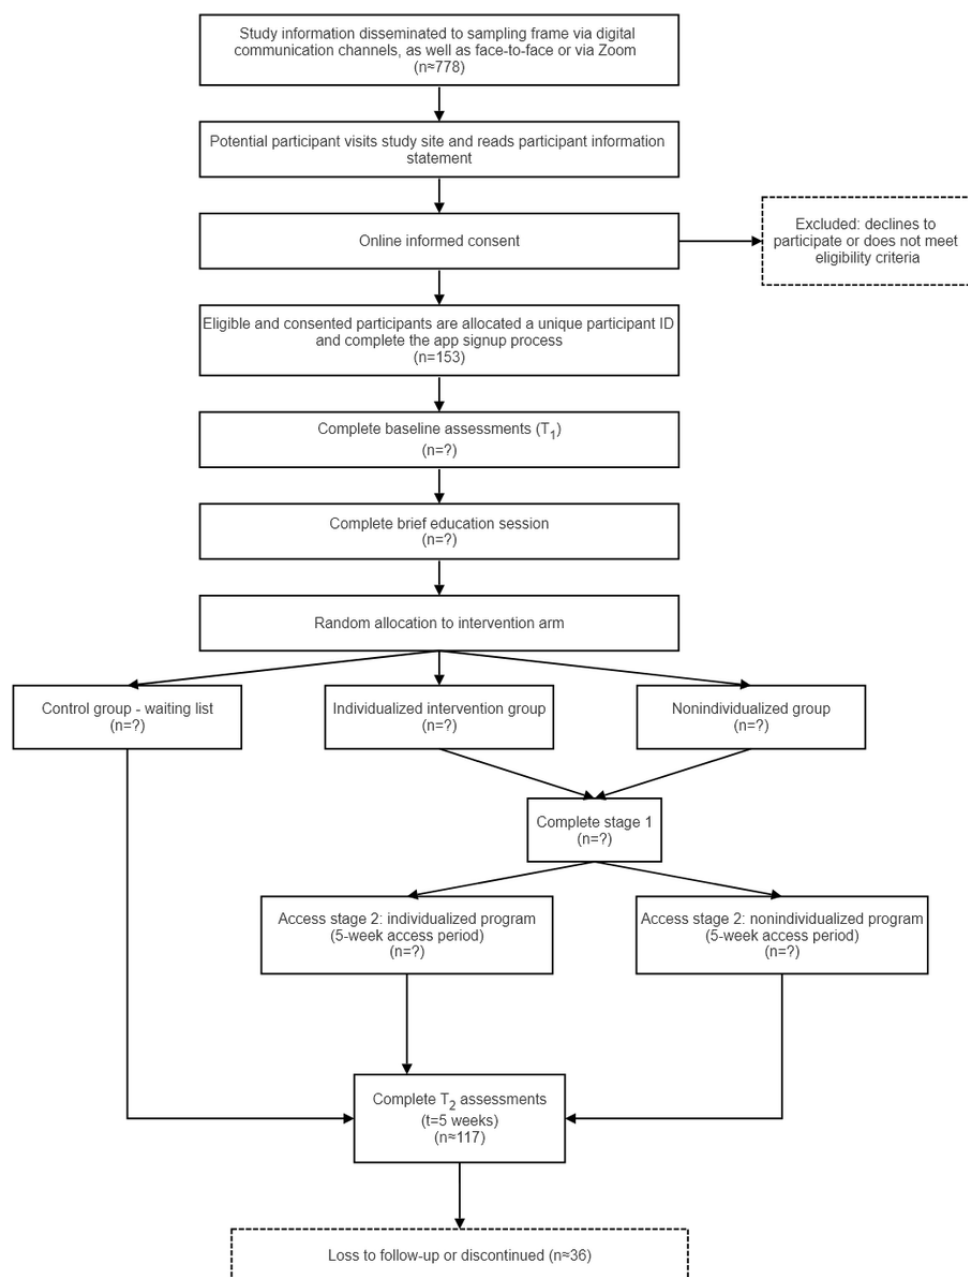 Study information disseminated to sampling frame via digital
communication channels, as well as face-to-face or via Zoom
(n≈778)
Potential participant visits study site and reads participant information
statement
Online informed consent
Excluded: declines to
participate or does not meet
eligibility criteria
Eligible and consented participants are allocated a unique participant ID
and complete the app signup process
(n=153)
Complete baseline assessments (T1)
(n=?)
Complete brief education session
(n=?)
Random allocation to intervention arm
Control group - waiting list
(n=?)
Individualized intervention group
(n=?)
Nonindividualized group
(n=?)
Complete stage 1
(n=?)
Access stage 2: individualized program
(5-week access period)
(n=?)
Access stage 2: nonindividualized program
(5-week access period)
(n=?)
Complete T2 assessments
(t=5 weeks)
(n≈117)
Loss to follow-up or discontinued (n≈36)